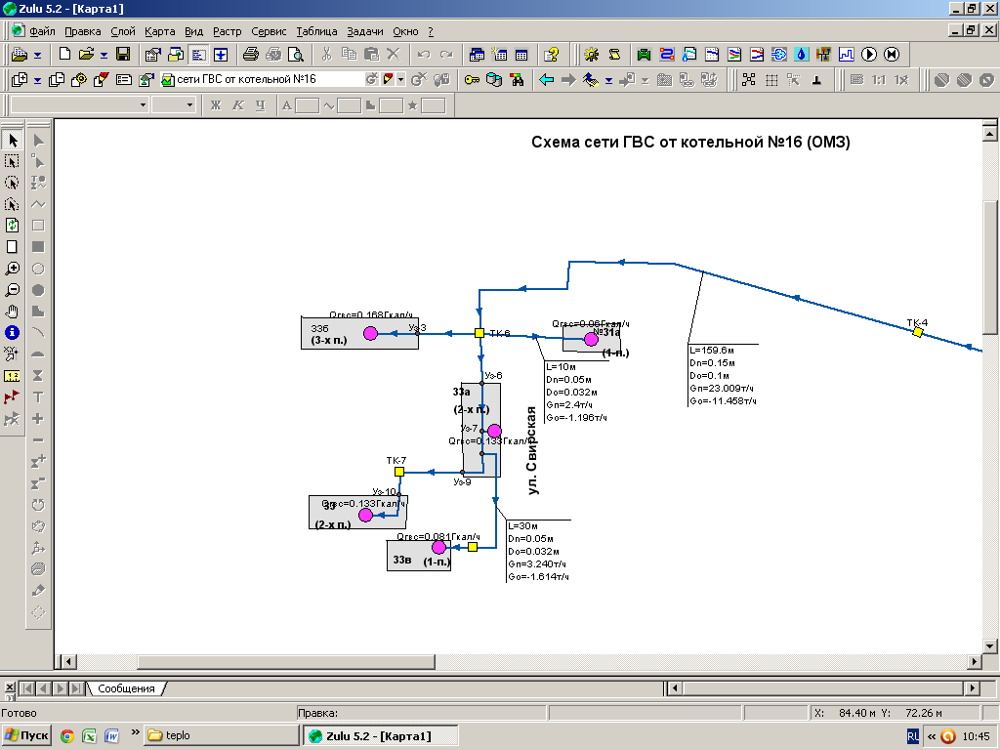 Zulu 5.2 - [Карта1]
Файл Правка Слой Карта Вид Растр Сервис Таблица Задачи Окно ?
сети ГВС от котельной №16
1:1
Ж К Ч
А
Схема сети ГВС от котельной №16 (ОМЗ)
ТК-4
Qгвс=0.168Гкал/ч
33б
(3-х п.)
Уз-3
ТК-6
Qгвс=0.06Гкал/ч
№31а
(1-п.)
L=159.6м
Dп=0.15м
Dо=0.1м
Gп=23.009т/ч
Gо=-11.458т/ч
L=10м
Dп=0.05м
Dо=0.032м
Gп=2.4т/ч
Gо=-1.196т/ч
Уз-6
33а
(2-х п.)
Уз-7
Qгвс=0.133Гкал/ч
ул. Свирская
ТК-7
Уз-9
Уз-10
Qгвс=0.133Гкал/ч
33
(2-х п.)
Qгвс=0.081Гкал/ч
33в
(1-п.)
L=30м
Dп=0.05м
Dо=0.032м
Gп=3.240т/ч
Gо=-1.614т/ч
Сообщения
Готово
Правка:
X: 84.40 м Y: 72.26 м
Пуск
teplo
Zulu 5.2 - [Карта1]
RU
10:45